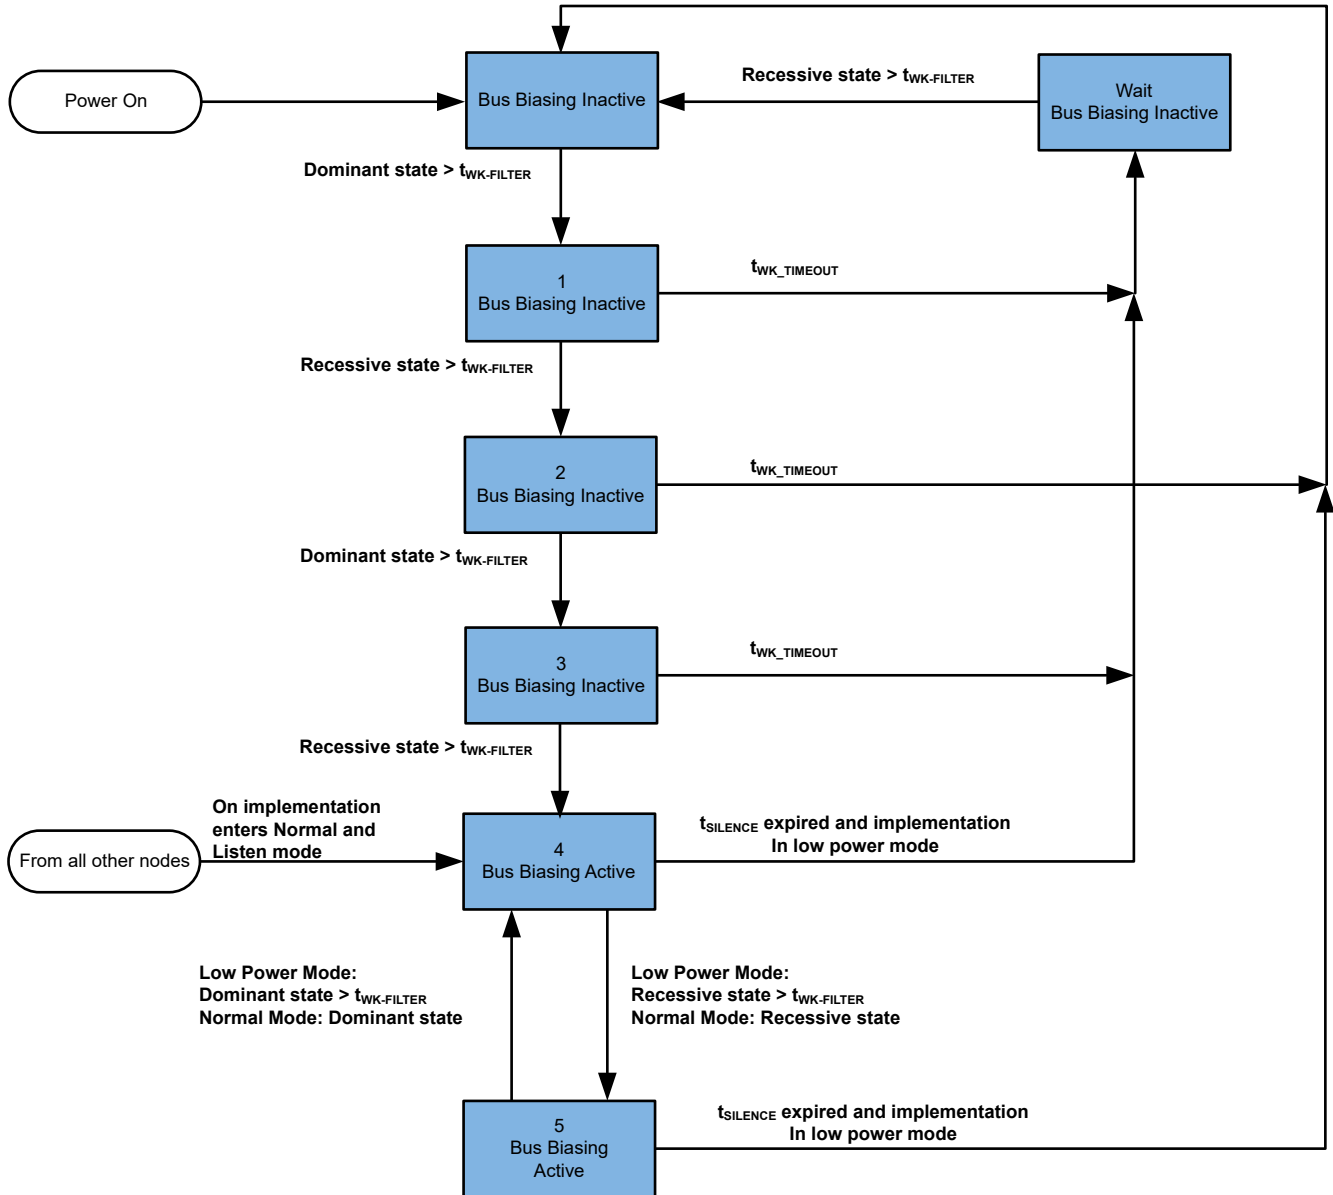 Power On
Bus Biasing Inactive
Recessive state > tWK-FILTER
Wait
Bus Biasing Inactive
Dominant state > tWK-FILTER
1
Bus Biasing Inactive
tWK_TIMEOUT
Recessive state > tWK-FILTER
2
Bus Biasing Inactive
tWK_TIMEOUT
Dominant state > tWK-FILTER
3
Bus Biasing Inactive
tWK_TIMEOUT
Recessive state > tWK-FILTER
On implementation
enters Normal and
Listen mode
From all other nodes
4
Bus Biasing Active
tSILENCE expired and implementation
In low power mode
Low Power Mode:
Dominant state > tWK-FILTER
Normal Mode: Dominant state
Low Power Mode:
Recessive state > tWK-FILTER
Normal Mode: Recessive state
5
Bus Biasing
Active
tSILENCE expired and implementation
In low power mode